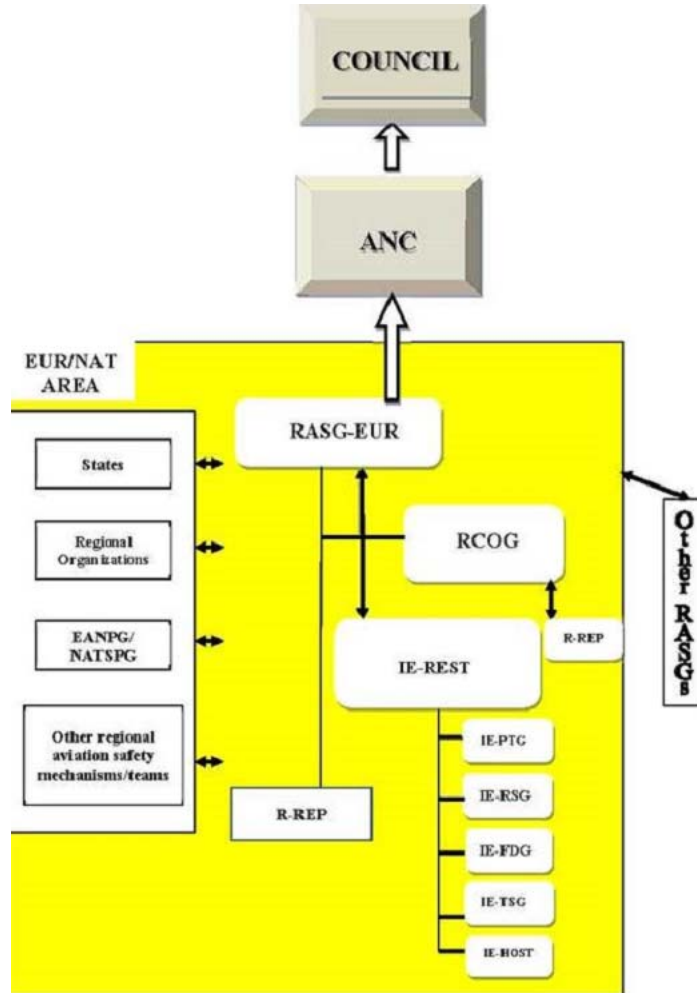 COUNCIL
ANC
EUR/NAT
AREA
RASG-EUR
States
Regional
Organizations
RCOG
EANPG/
NATSPG
R-REP
IE-REST
Other regional
aviation safety
mechanisms/teams
R-REP
IE-PTG
IE-RSG
IE-FDG
IE-TSG
IE-HOST
Other RASGs